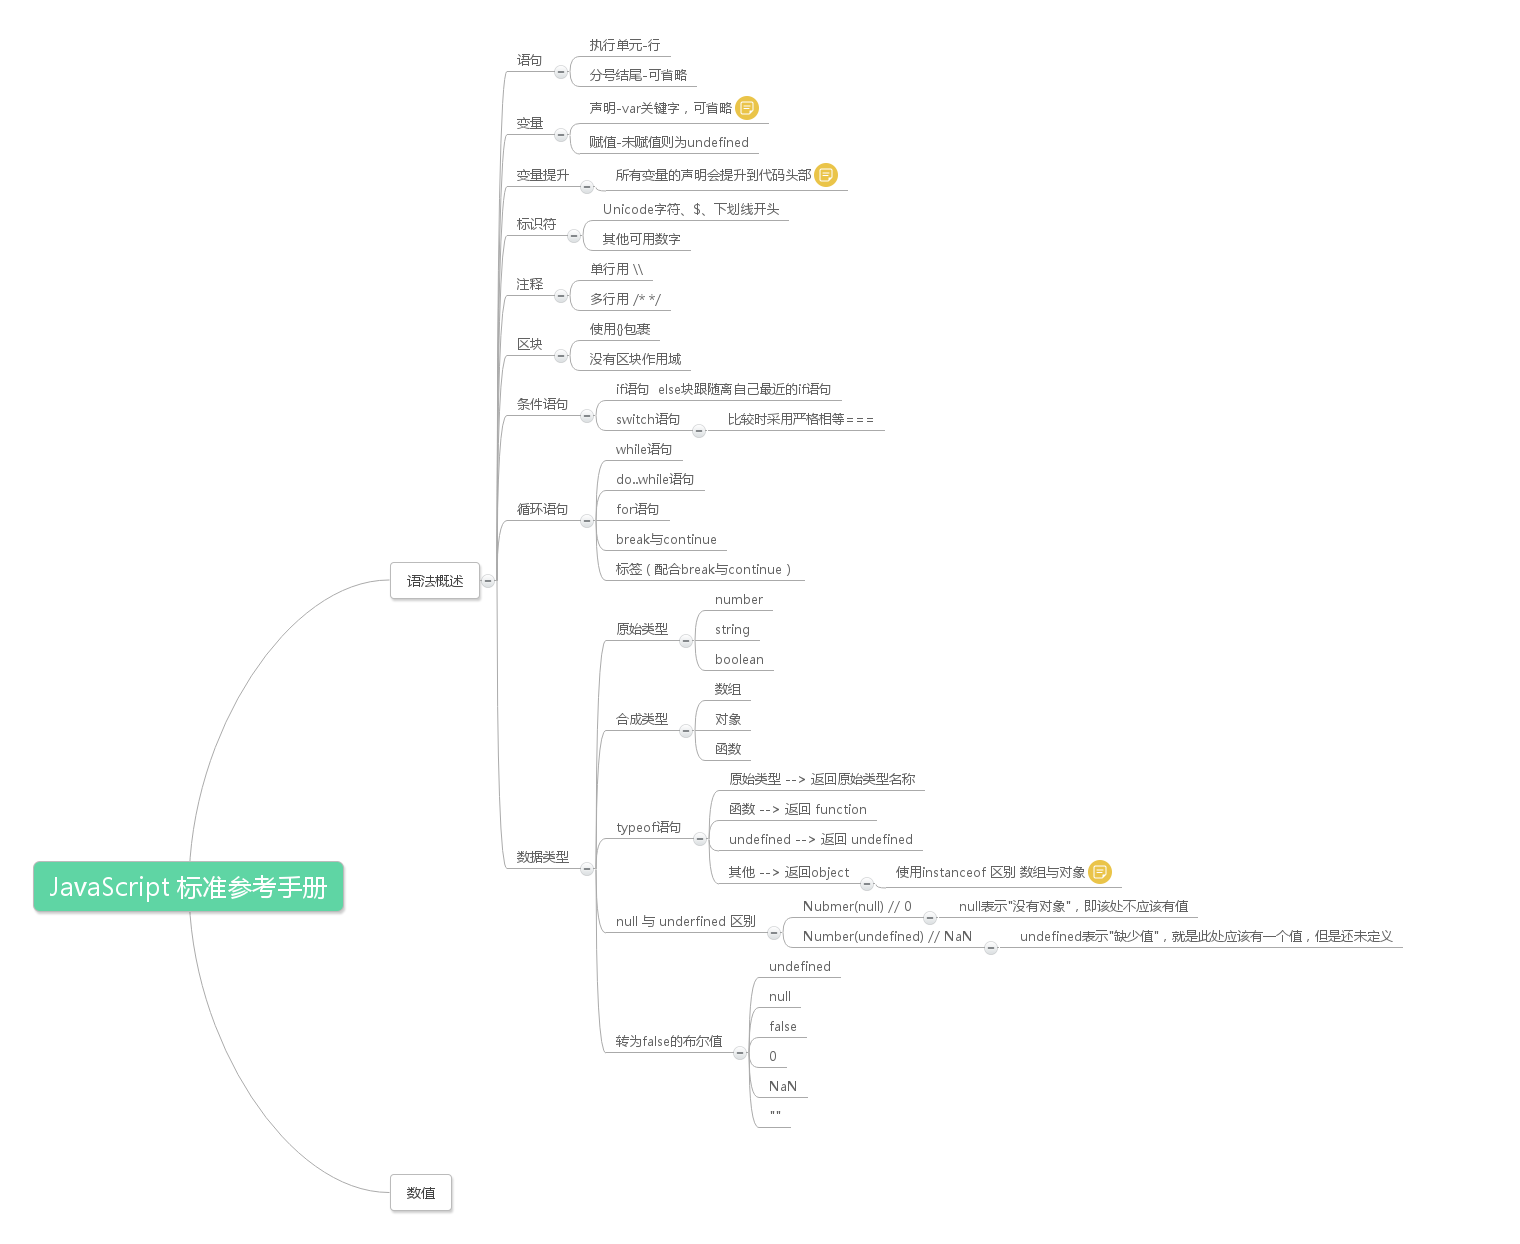 JavaScript 标准参考手册
语法概述
语句
执行单元-行
分号结尾-可省略
变量
声明-var关键字，可省略
赋值-未赋值则为undefined
变量提升
所有变量的声明会提升到代码头部
标识符
Unicode字符、$、下划线开头
其他可用数字
注释
单行用 \\
多行用 /* */
区块
使用{}包裹
没有区块作用域
条件语句
if语句  else块跟随离自己最近的if语句
switch语句
比较时采用严格相等===
循环语句
while语句
do..while语句
for语句
break与continue
标签（配合break与continue）
数据类型
原始类型
number
string
boolean
合成类型
数组
对象
函数
typeof语句
原始类型 --> 返回原始类型名称
函数 --> 返回 function
undefined --> 返回 undefined
其他 --> 返回object
使用instanceof 区别 数组与对象
null 与 underfined 区别
Nubmer(null) // 0
null表示"没有对象"，即该处不应该有值
Number(undefined) // NaN
undefined表示"缺少值"，就是此处应该有一个值，但是还未定义
转为false的布尔值
undefined
null
false
0
NaN
""
数值